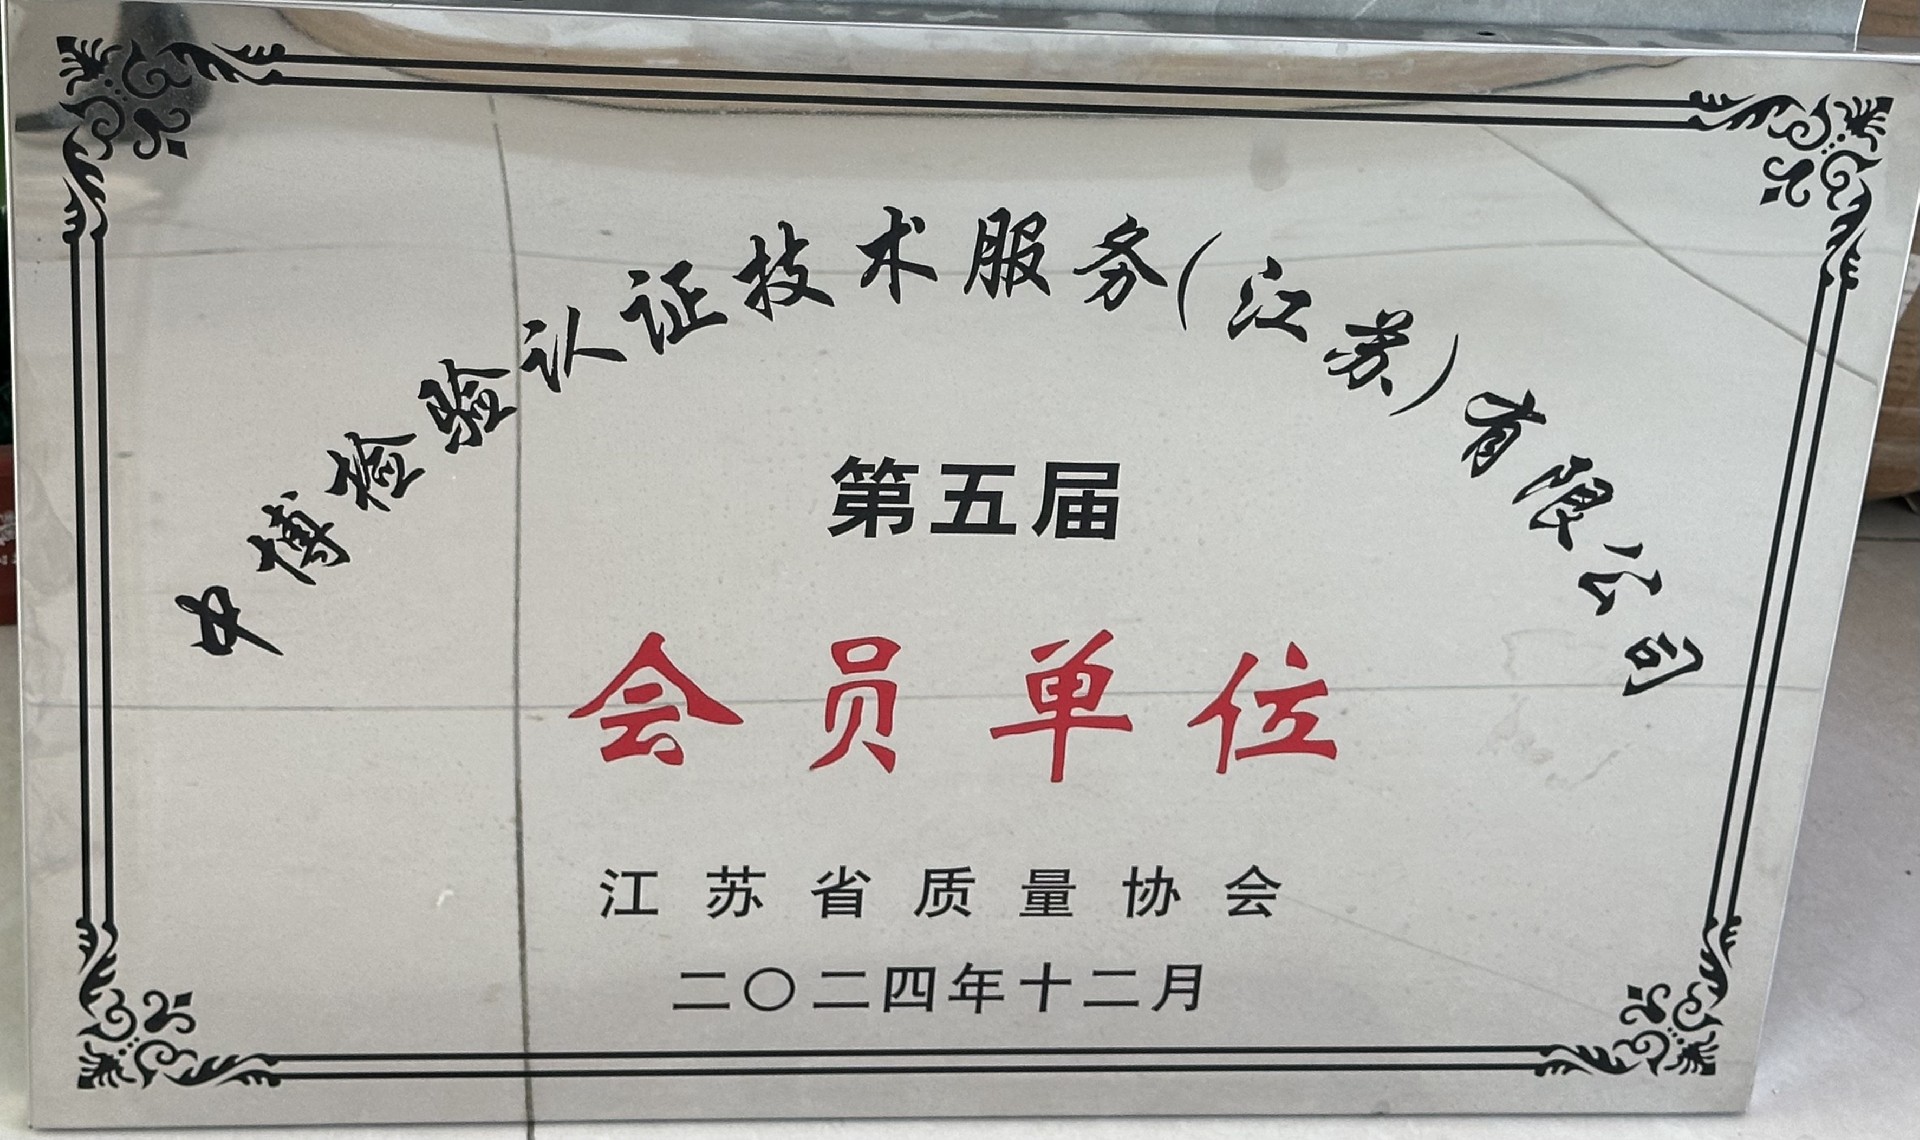 中博检验认证技术服务(江苏)有限公司
第五届
会员单位
江苏省质量协会
二〇二四年十二月